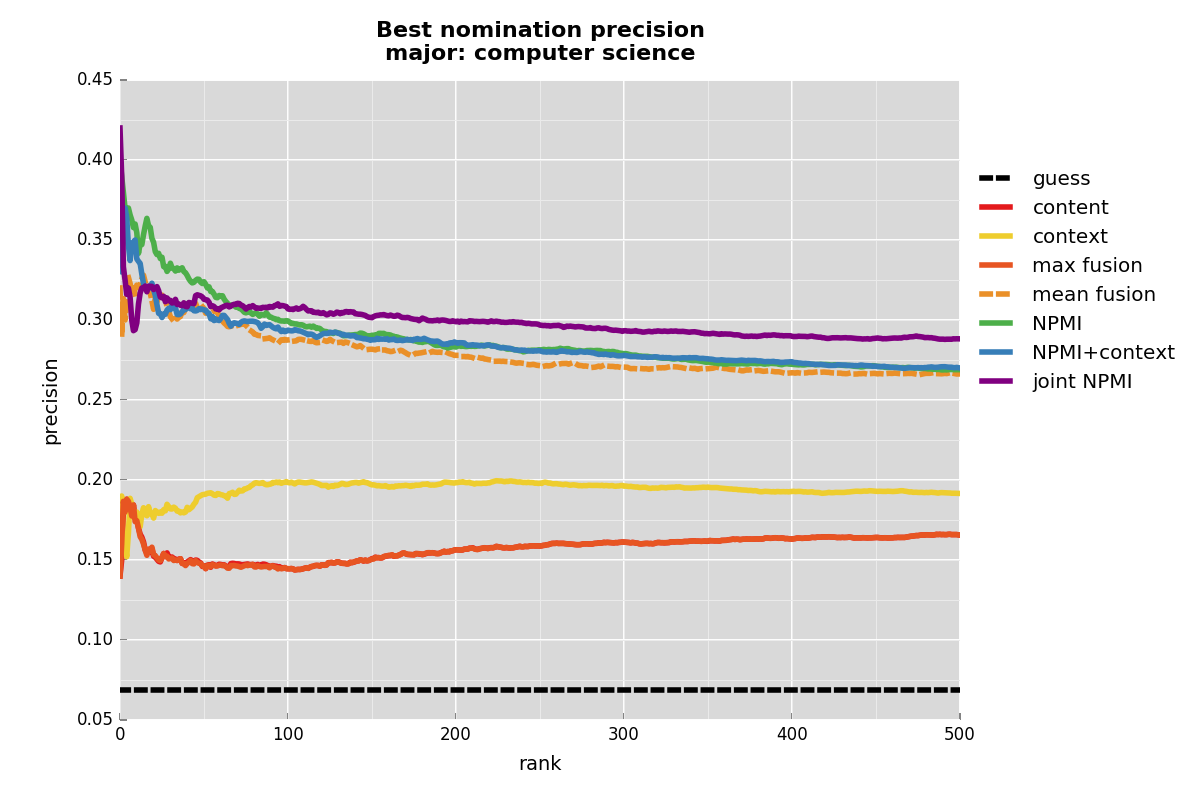 Best nomination precision
major: computer science
precision
0.45
0.40
0.35
0.30
0.25
0.20
0.15
0.10
0.05
0
100
200
300
400
500
rank
guess
content
context
max fusion
mean fusion
NPMI
NPMI+context
joint NPMI